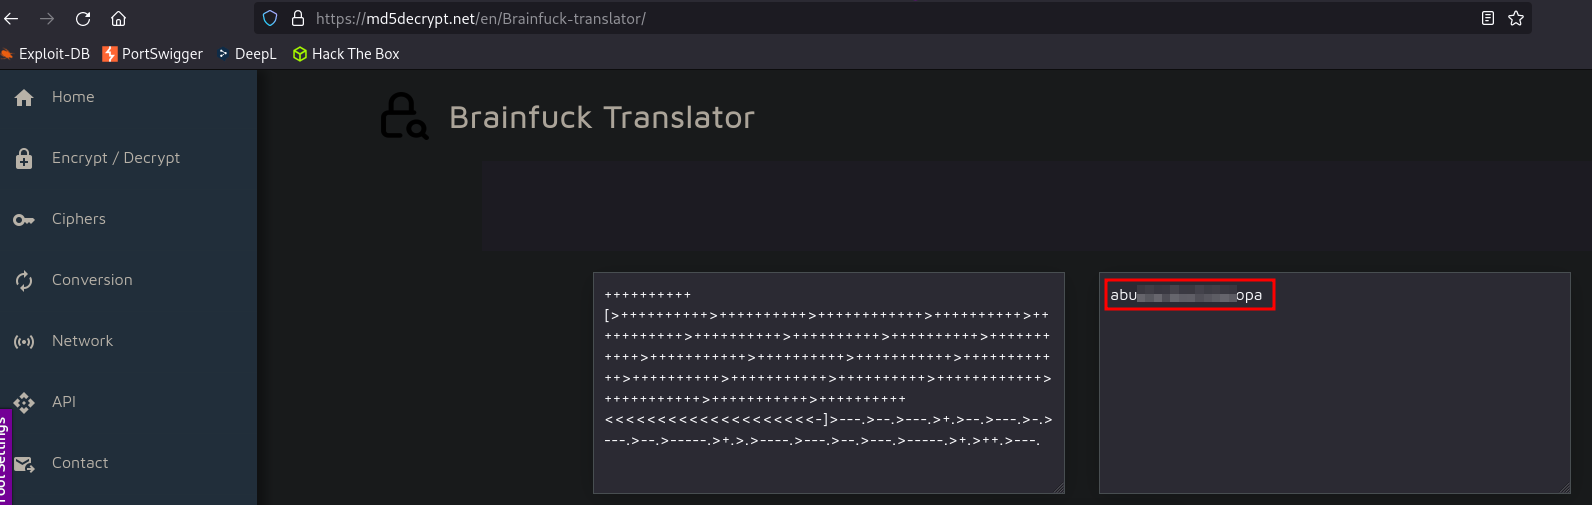 https://md5decrypt.net/en/Brainfuck-translator/
Exploit-DB PortSwigger DeepL Hack The Box
Home
Encrypt / Decrypt
Ciphers
Conversion
Network
API
Contact
Tool Settings
Brainfuck Translator
++++++++++
[>++++++++++>++++++++++>++++++++++++>++++++++++>++
++++++++++>++++++++++>++++++++++>++++++++++>+++++++
++++>+++++++++++>++++++++++>+++++++++++>++++++++++
++>++++++++++>+++++++++++>++++++++++>++++++++++++>
+++++++++++>+++++++++++>++++++++++
<<<<<<<<<<<<<<<<<<<<-]>---.>--.>---.>+.>--.>---.>-.>
---.>--.>-----.>+.>.>----.>---.>--.>---.>-----.>+.>++.>---.
abu
opa